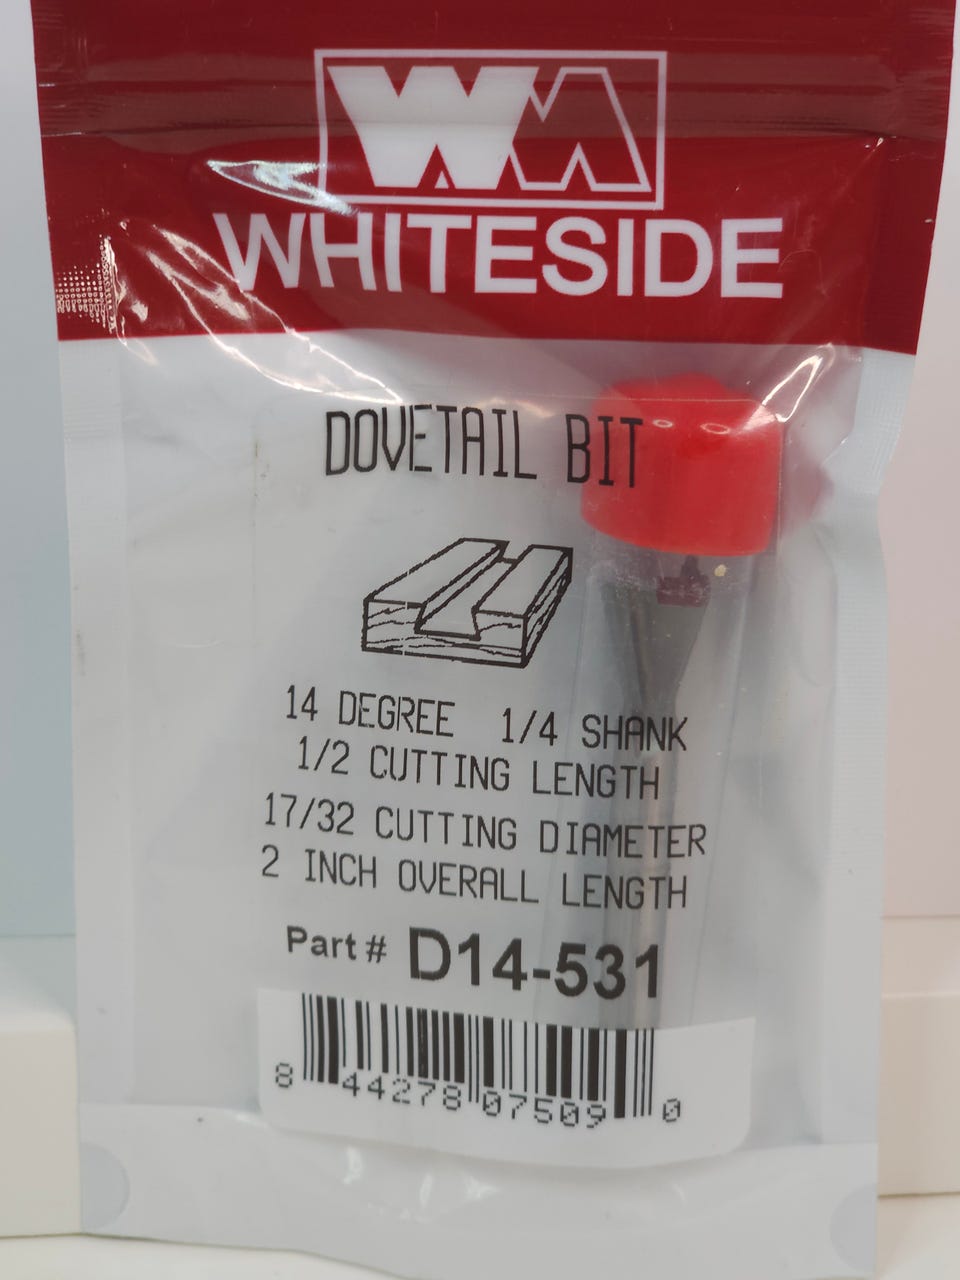 WM
WHITESIDE
DOVETAIL BIT
14 DEGREE 1/4 SHANK
1/2 CUTTING LENGTH
17/32 CUTTING DIAMETER
2 INCH OVERALL LENGTH
Part # D14-531
8 44278 07509 0